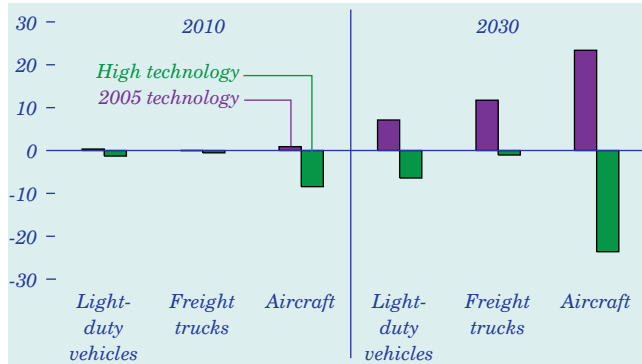 30
2010
2030
20
High technology
10
2005 technology
0
-10
-20
-30
Light-
duty
vehicles
Freight
trucks
Aircraft
Light-
duty
vehicles
Freight
trucks
Aircraft